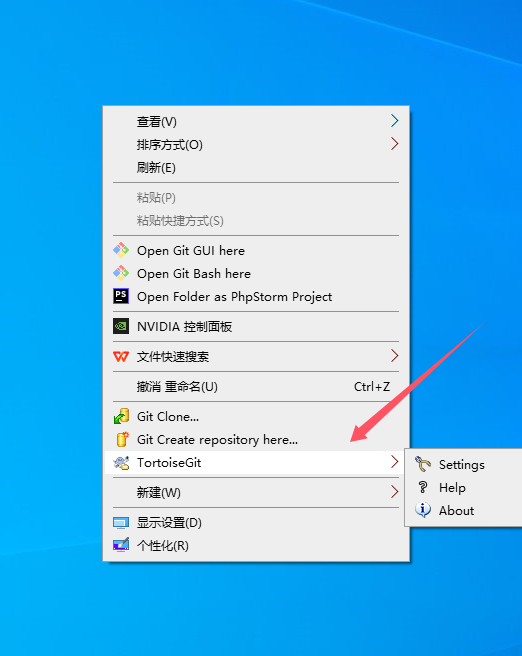 查看(V)
排序方式(O)
刷新(E)
粘贴(P)
粘贴快捷方式(S)
Open Git GUI here
Open Git Bash here
PS
Open Folder as PhpStorm Project
NVIDIA 控制面板
文件快速搜索
撤消 重命名(U) Ctrl+Z
Git Clone...
Git Create repository here...
TortoiseGit
Settings
Help
About
新建(W)
显示设置(D)
个性化(R)